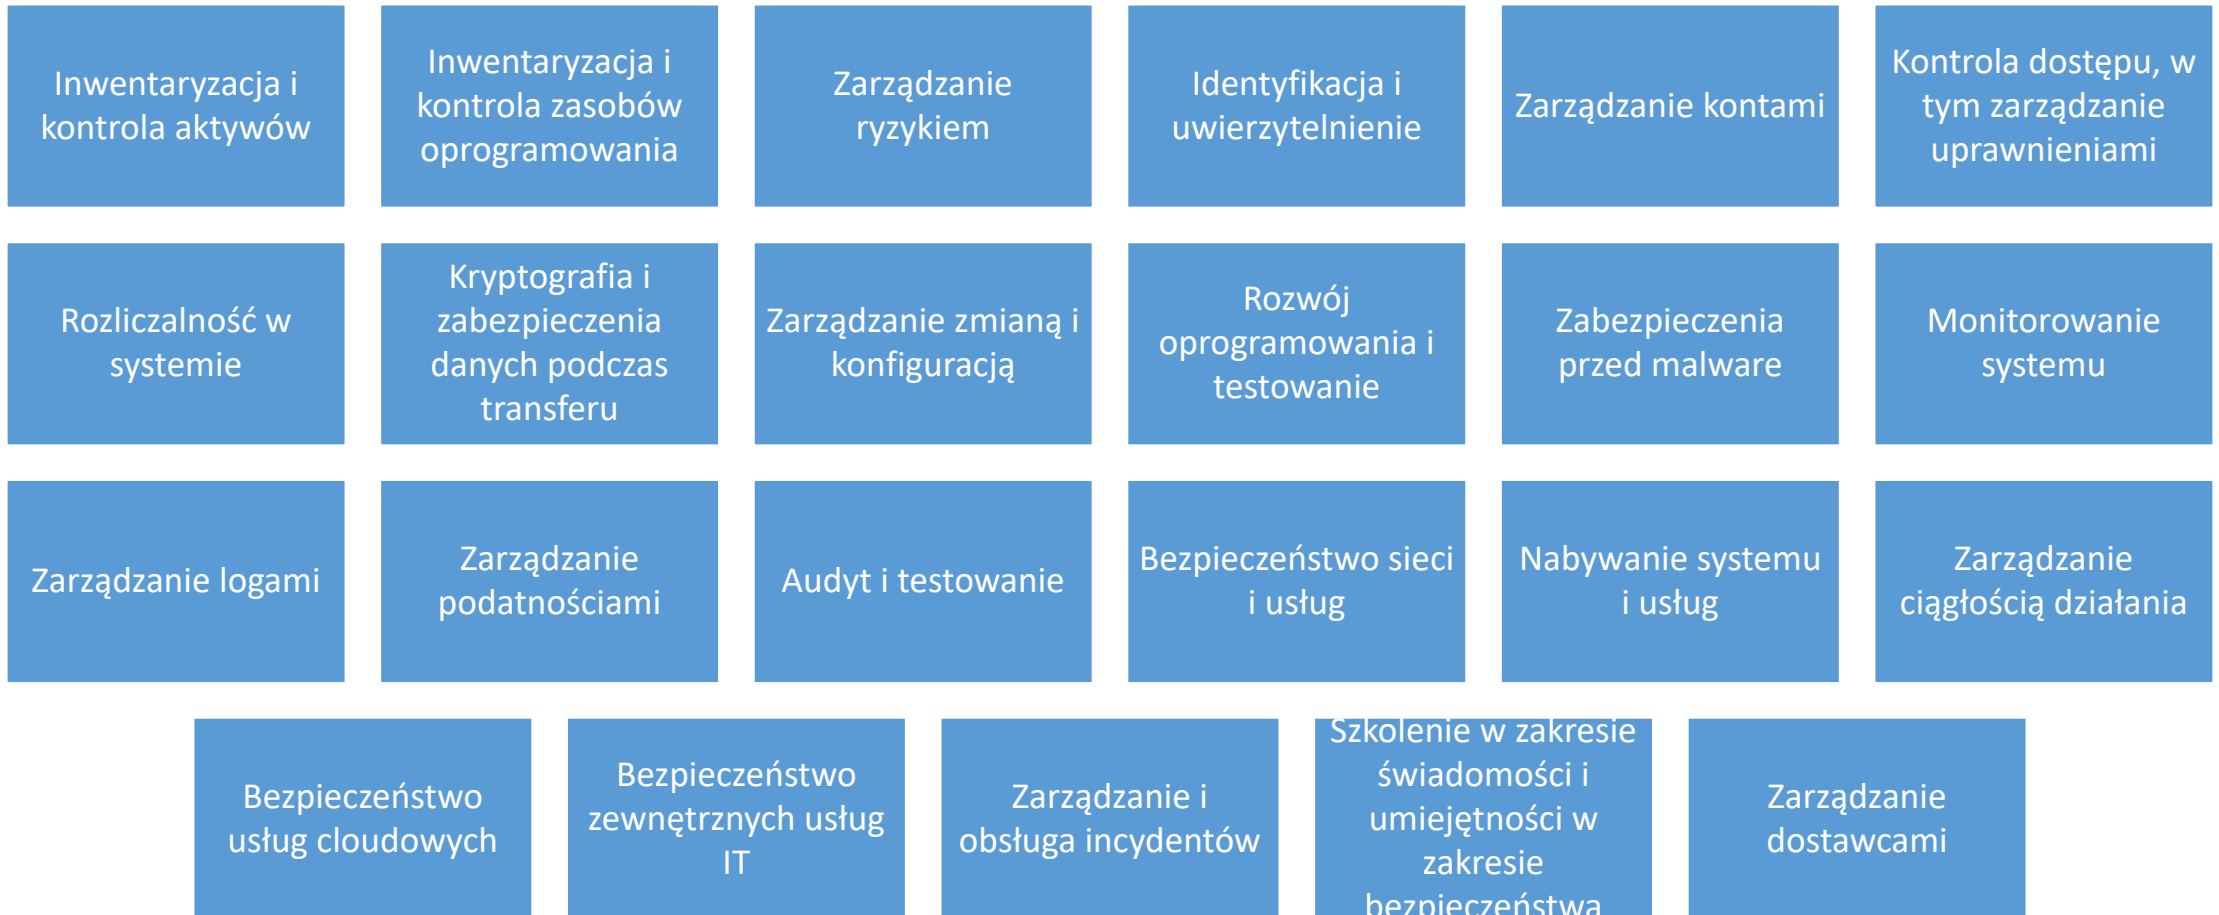 Inwentaryzacja i
kontrola aktywów
Inwentaryzacja i
kontrola zasobów
oprogramowania
Zarządzanie
ryzykiem
Identyfikacja i
uwierzytelnienie
Zarządzanie kontami
Kontrola dostępu, w
tym zarządzanie
uprawnieniami
Rozliczalność w
systemie
Kryptografia i
zabezpieczenia
danych podczas
transferu
Zarządzanie zmianą i
konfiguracją
Rozwój
oprogramowania i
testowanie
Zabezpieczenia
przed malware
Monitorowanie
systemu
Zarządzanie logami
Zarządzanie
podatnościami
Audyt i testowanie
Bezpieczeństwo sieci
i usług
Nabywanie systemu
i usług
Zarządzanie
ciągłością działania
Bezpieczeństwo
usług cloudowych
Bezpieczeństwo
zewnętrznych usług
IT
Zarządzanie i
obsługa incydentów
Szkolenie w zakresie
świadomości i
umiejętności w
zakresie
bezpieczeństwa
Zarządzanie
dostawcami